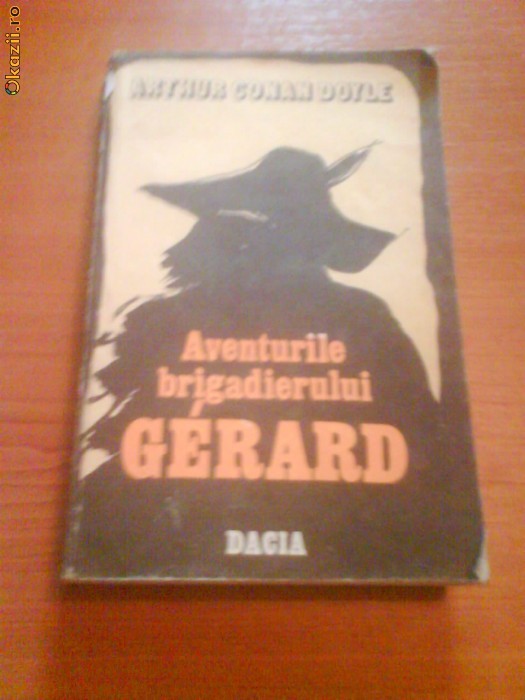 Okazii.ro
ARTHUR CONAN DOYLE
Aventurile
brigadierului
GÉRARD
DACIA